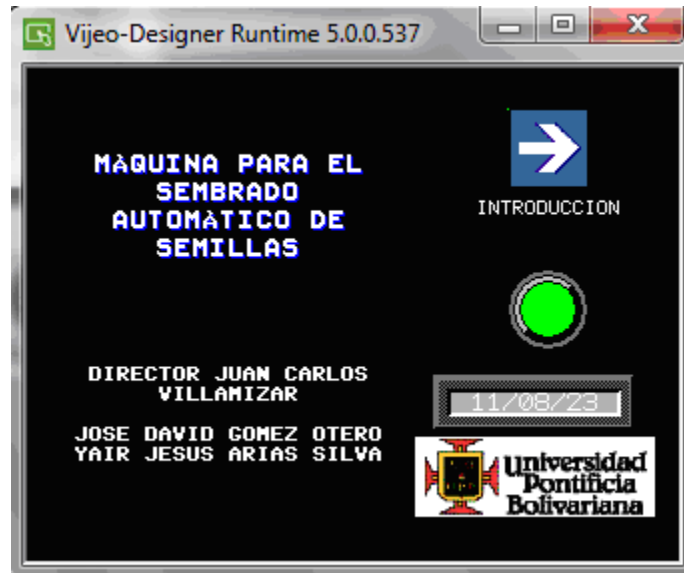 Vijeo-Designer Runtime 5.0.0.537
MÀQUINA PARA EL
SEMBRADO
AUTOMÀTICO DE
SEMILLAS
INTRODUCCION
DIRECTOR JUAN CARLOS
VILLAMIZAR
JOSE DAVID GOMEZ OTERO
YAIR JESUS ARIAS SILVA
11/08/23
Universidad
Pontificia
Bolivariana